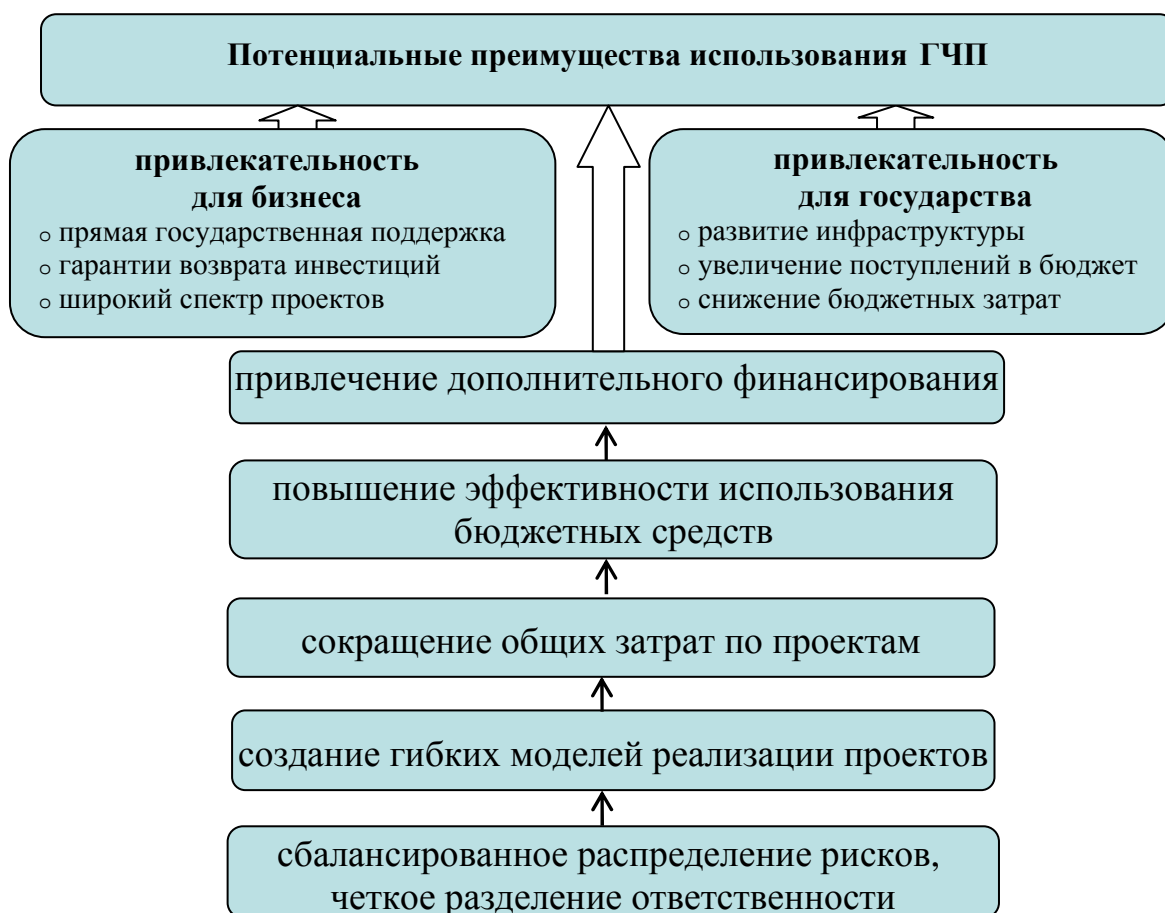 Потенциальные преимущества использования ГЧП
привлекательность
для бизнеса
o прямая государственная поддержка
o гарантии возврата инвестиций
o широкий спектр проектов
привлекательность
для государства
o развитие инфраструктуры
o увеличение поступлений в бюджет
o снижение бюджетных затрат
привлечение дополнительного финансирования
повышение эффективности использования
бюджетных средств
сокращение общих затрат по проектам
создание гибких моделей реализации проектов
сбалансированное распределение рисков,
четкое разделение ответственности